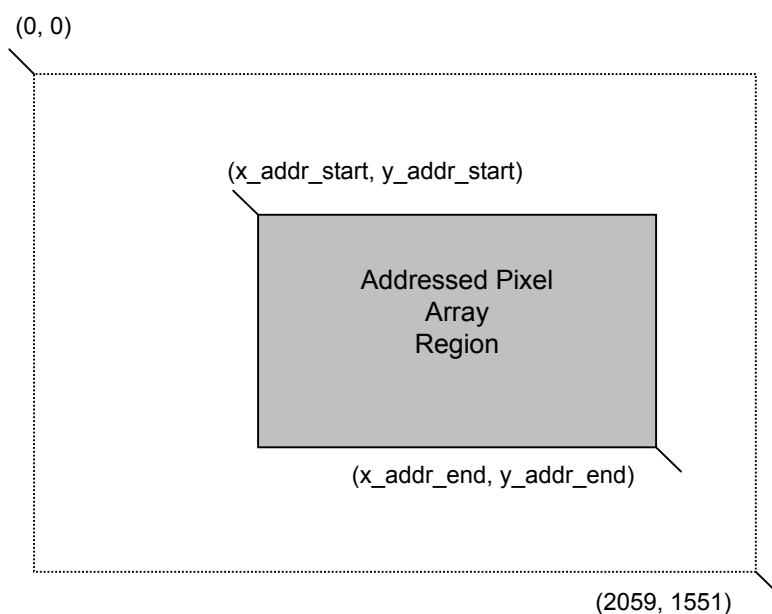 (0, 0)
(x_addr_start, y_addr_start)
Addressed Pixel
Array
Region
(x_addr_end, y_addr_end)
(2059, 1551)